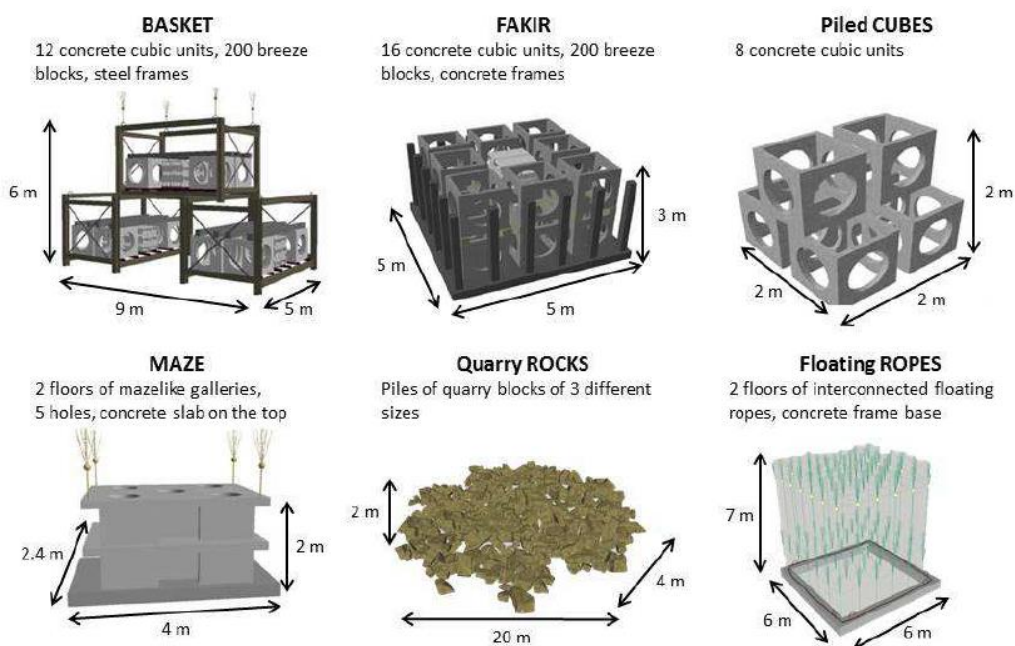 BASKET
12 concrete cubic units, 200 breeze
blocks, steel frames
6 m
9 m
5 m
FAKIR
16 concrete cubic units, 200 breeze
blocks, concrete frames
3 m
5 m
5 m
Piled CUBES
8 concrete cubic units
2 m
2 m
2 m
MAZE
2 floors of mazelike galleries,
5 holes, concrete slab on the top
2.4 m
2 m
4 m
Quarry ROCKS
Piles of quarry blocks of 3 different
sizes
2 m
4 m
20 m
Floating ROPES
2 floors of interconnected floating
ropes, concrete frame base
7 m
6 m
6 m